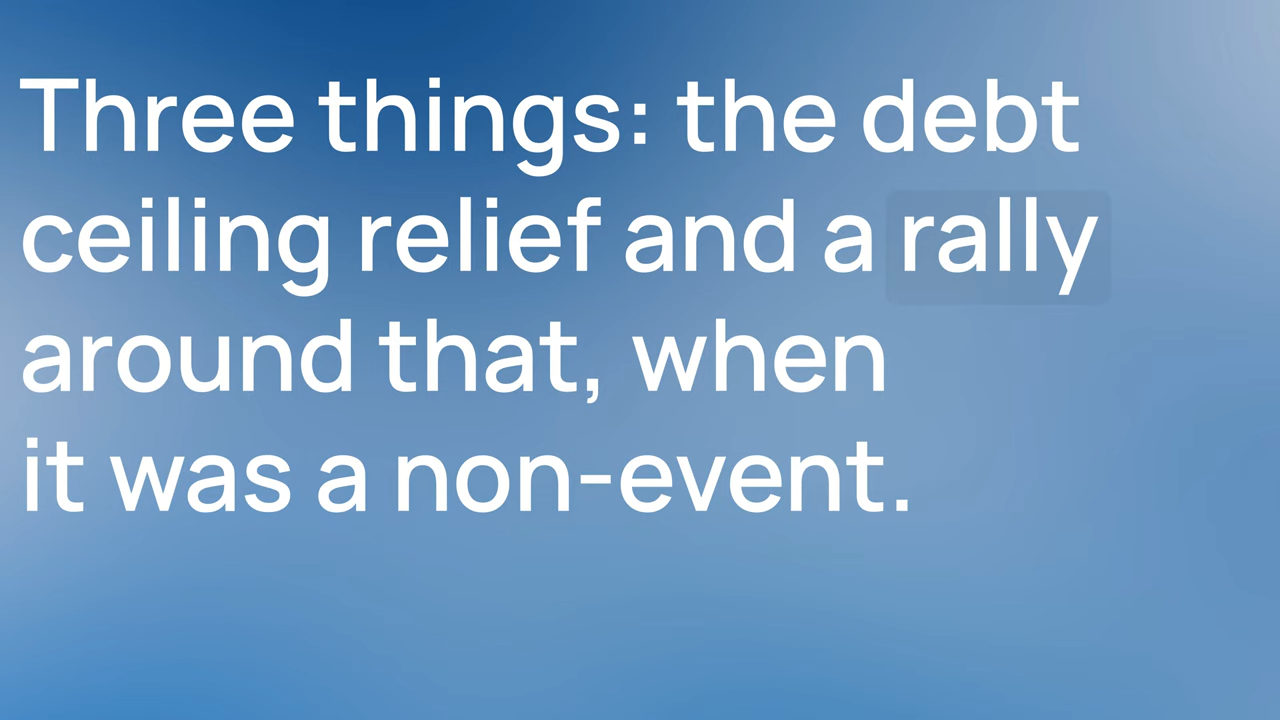 Three things: the debt
ceiling relief and a rally
around that, when
it was a non-event.